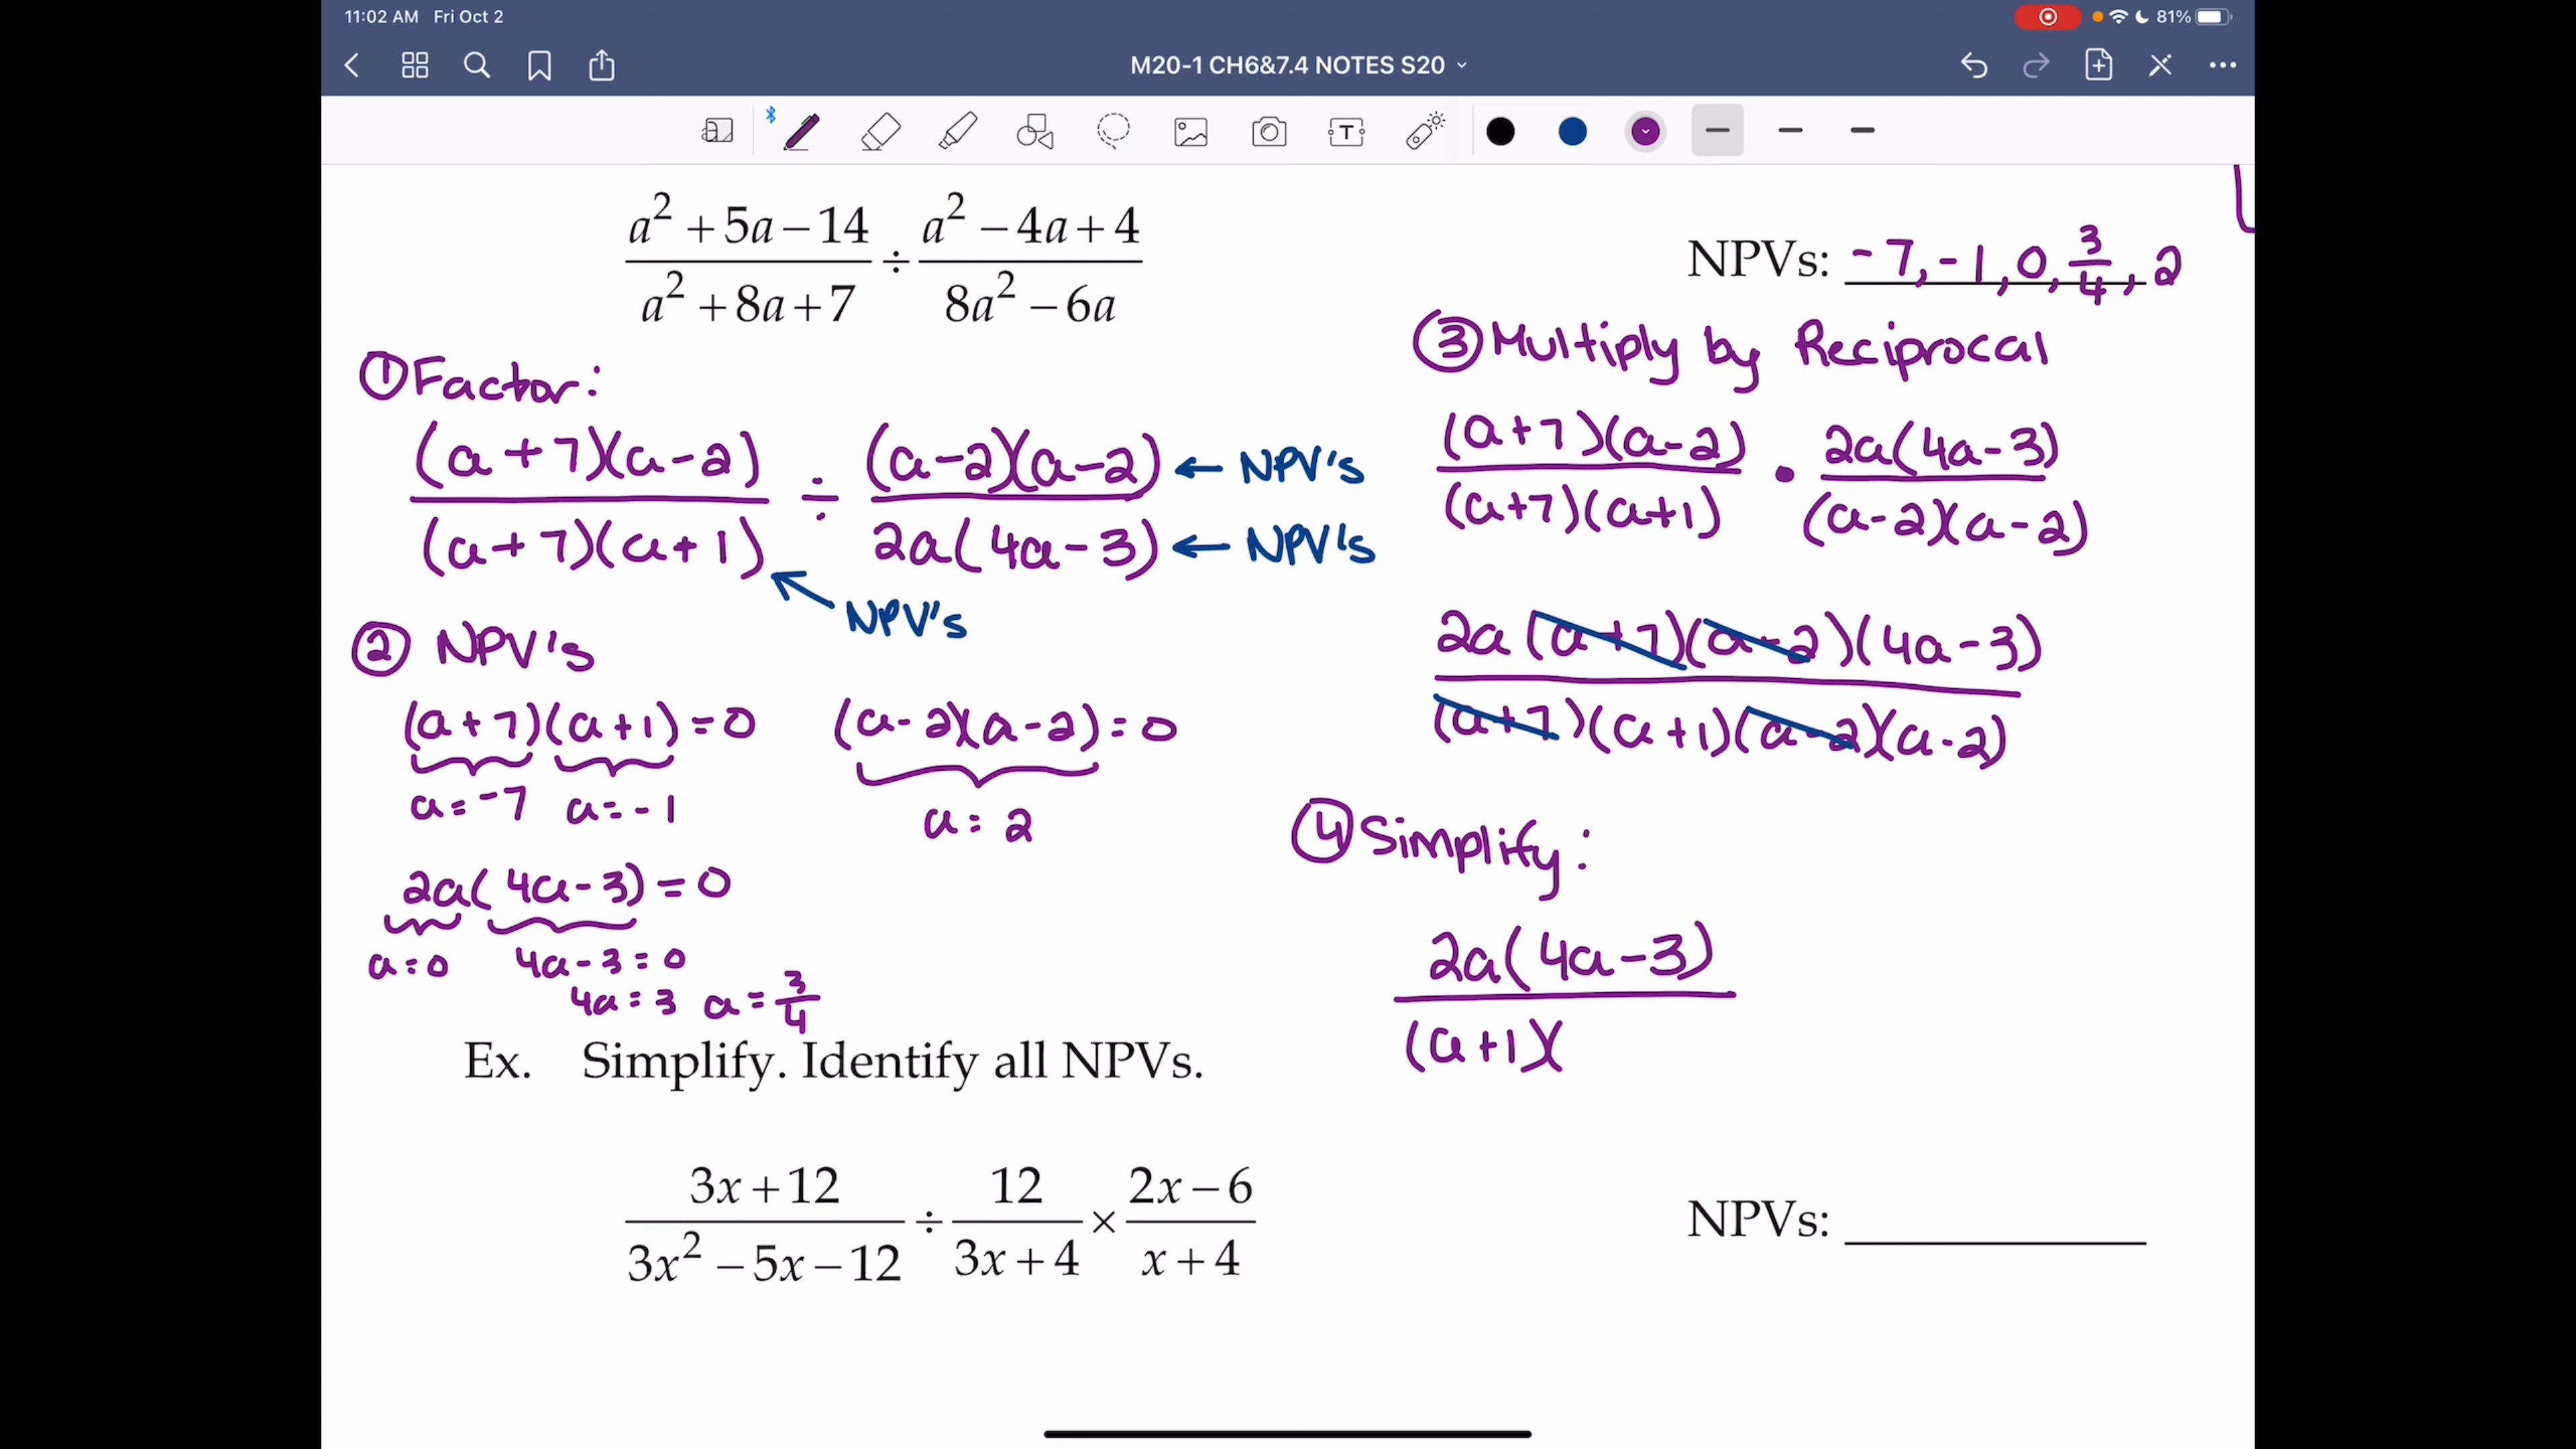 11:02 AM Fri Oct 2
81%
M20-1 CH6&7.4 NOTES S20
T
a² + 5a − 14 / a² + 8a + 7 ÷ a² − 4a + 4 / 8a² − 6a
NPVs: -7, -1, 0, 3/4, 2
① Factor:
(a+7)(a-2) / (a+7)(a+1) ÷ (a-2)(a-2) / 2a(4a-3)
← NPV's
← NPV's
NPV's
② NPV's
(a+7)(a+1)=0
a=-7 a=-1
(a-2)(a-2)=0
a=2
2a(4a-3)=0
a=0 4a-3=0
4a=3 a=3/4
③ Multiply by Reciprocal
(a+7)(a-2) / (a+7)(a+1) • 2a(4a-3) / (a-2)(a-2)
2a(a+7)(a-2)(4a-3) / (a+7)(a+1)(a-2)(a-2)
④ Simplify:
2a(4a-3) / (a+1)(
Ex. Simplify. Identify all NPVs.
3x + 12 / 3x² − 5x − 12 ÷ 12 / 3x + 4 × 2x − 6 / x + 4
NPVs: